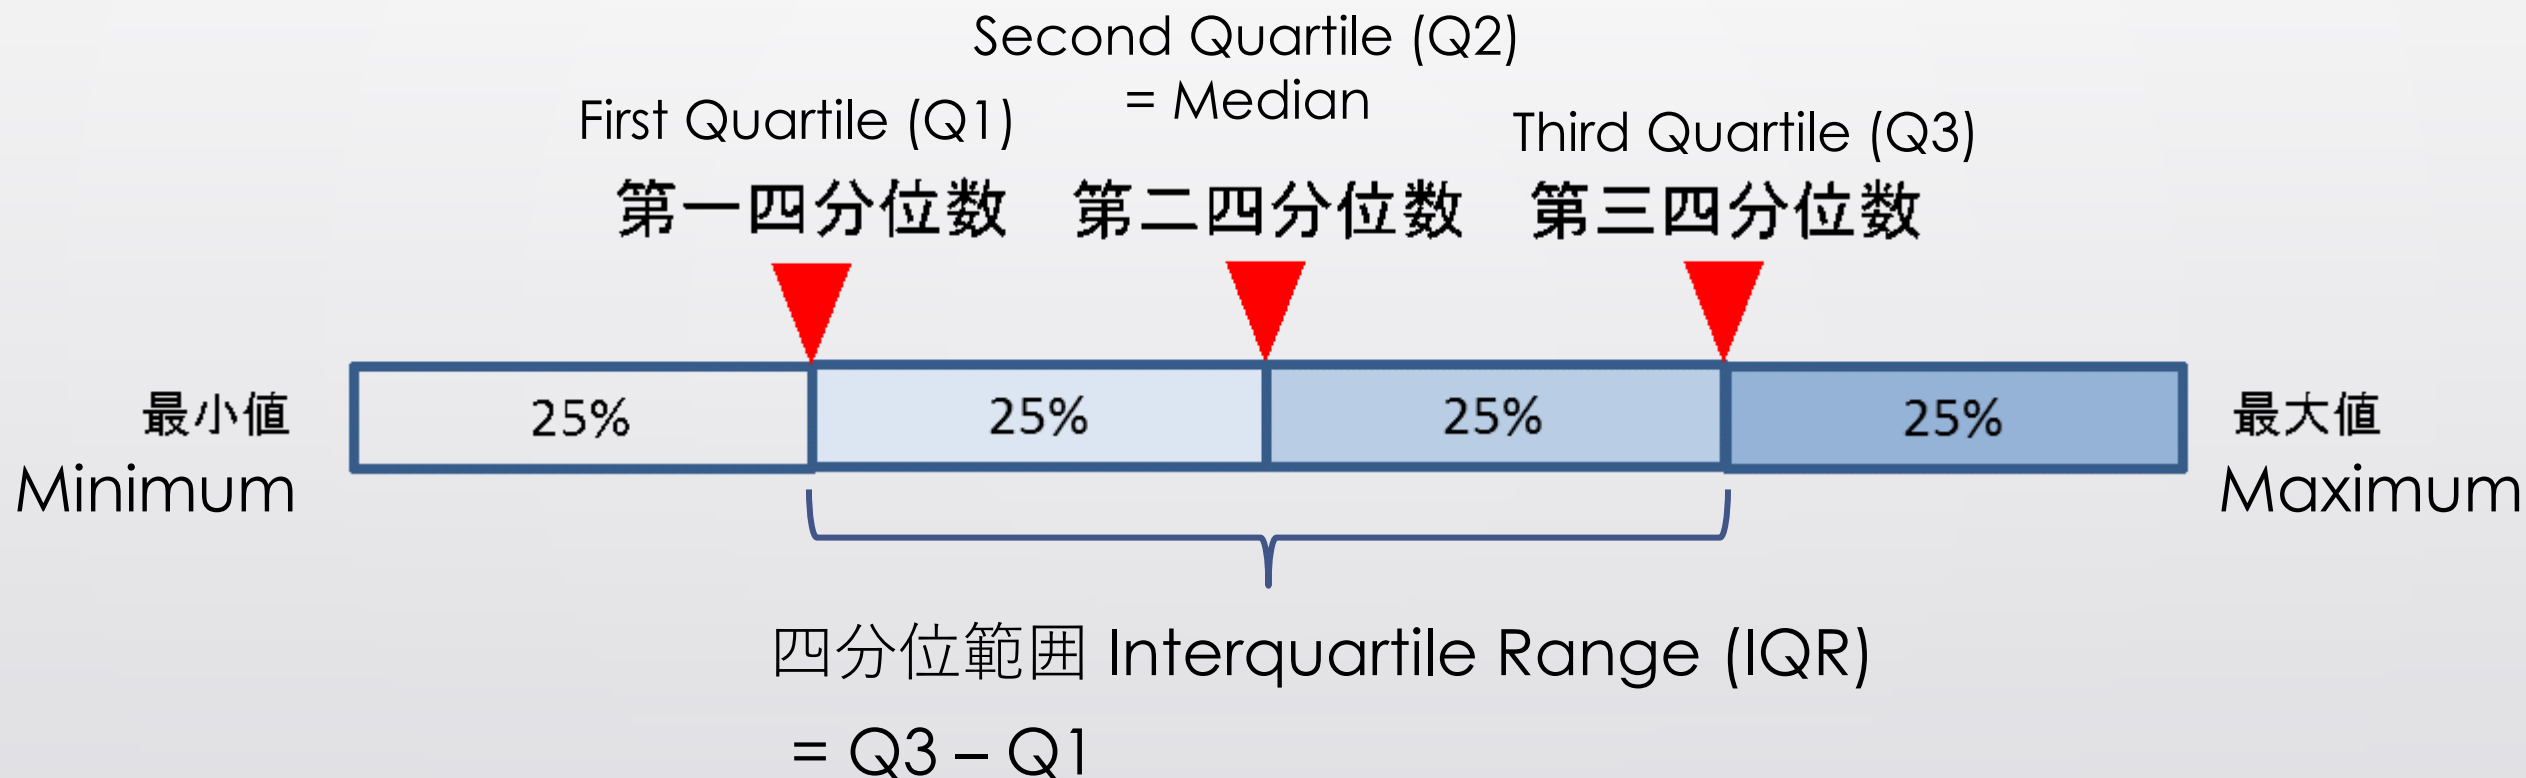 Second Quartile (Q2)
= Median
First Quartile (Q1)
Third Quartile (Q3)
第一四分位数
第二四分位数
第三四分位数
最小値
Minimum
25%
25%
25%
25%
最大値
Maximum
四分位範囲 Interquartile Range (IQR)
= Q3 – Q1